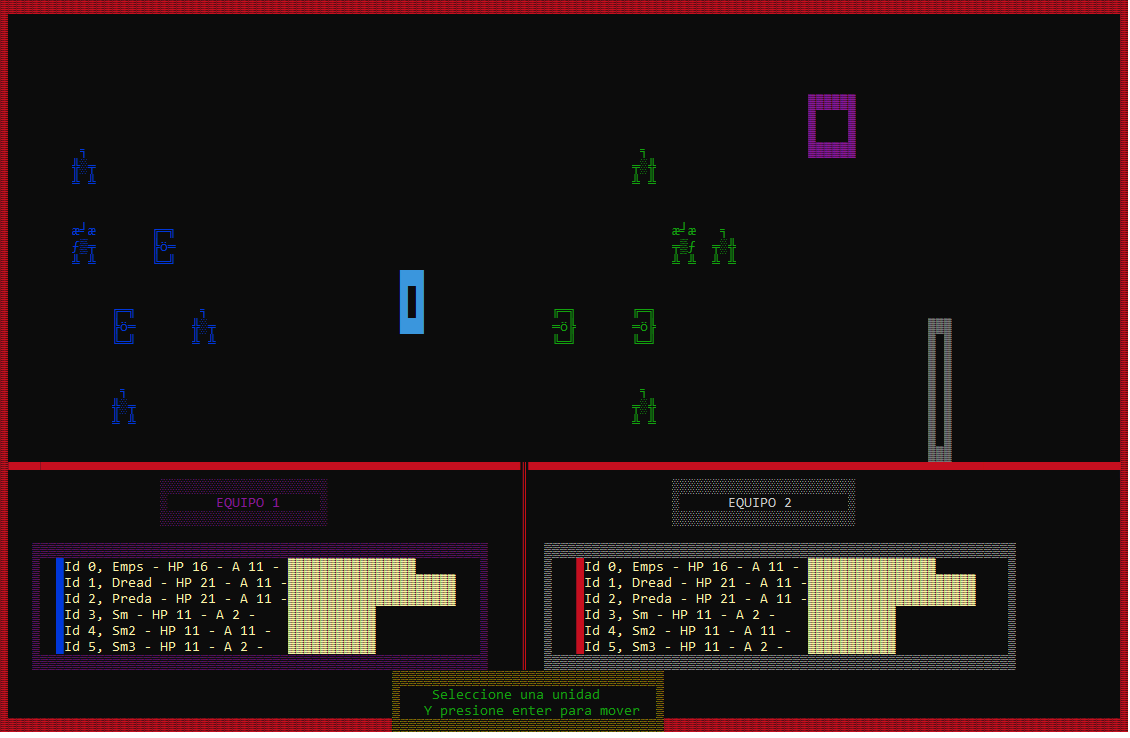 EQUIPO 1
EQUIPO 2
Id 0, Emps - HP 16 - A 11 -
Id 1, Dread - HP 21 - A 11 -
Id 2, Preda - HP 21 - A 11 -
Id 3, Sm - HP 11 - A 2 -
Id 4, Sm2 - HP 11 - A 11 -
Id 5, Sm3 - HP 11 - A 2 -
Id 0, Emps - HP 16 - A 11 -
Id 1, Dread - HP 21 - A 11 -
Id 2, Preda - HP 21 - A 11 -
Id 3, Sm - HP 11 - A 2 -
Id 4, Sm2 - HP 11 - A 11 -
Id 5, Sm3 - HP 11 - A 2 -
Seleccione una unidad
Y presione enter para mover